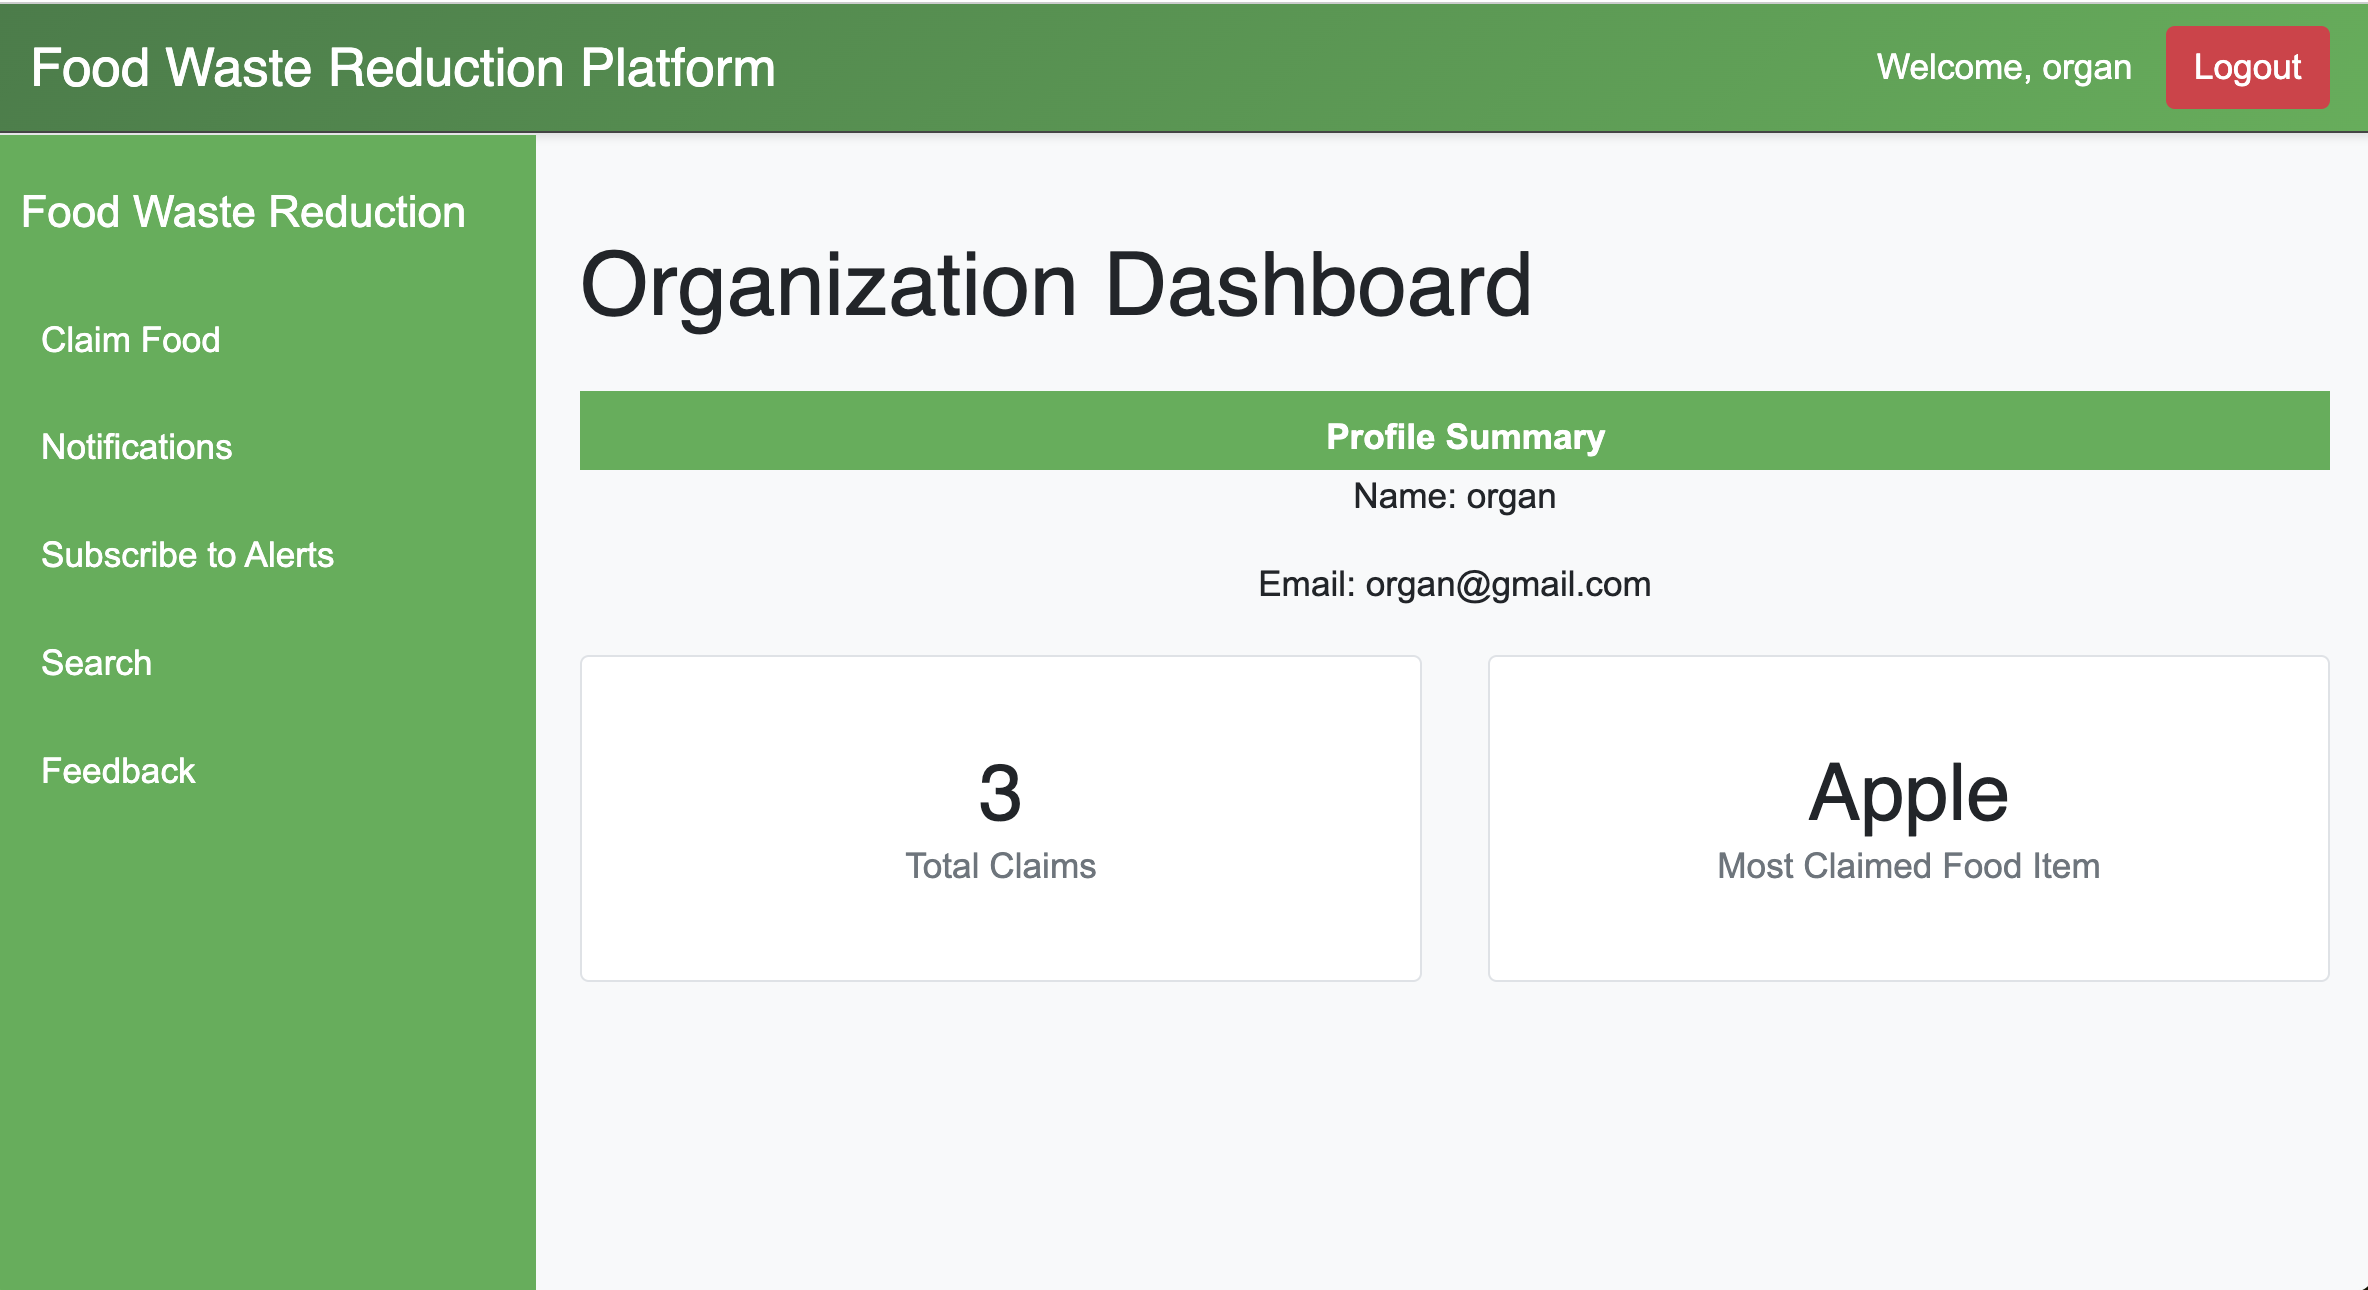 Food Waste Reduction Platform
Welcome, organ
Logout
Food Waste Reduction
Claim Food
Notifications
Subscribe to Alerts
Search
Feedback
Organization Dashboard
Profile Summary
Name: organ
Email: organ@gmail.com
3
Total Claims
Apple
Most Claimed Food Item